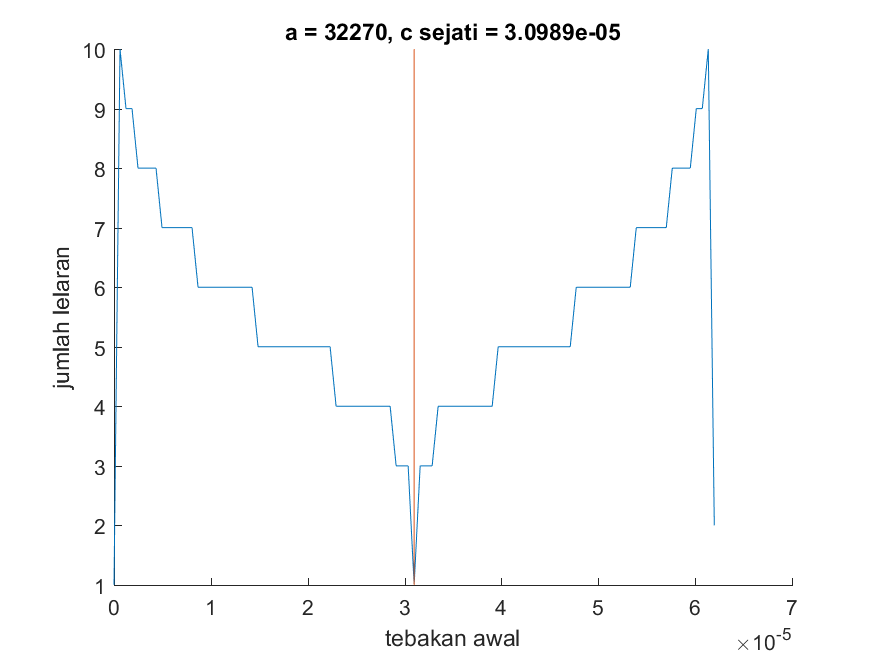 a = 32270, c sejati = 3.0989e-05
10
9
8
7
6
5
4
3
2
1
jumlah lelaran
0 1 2 3 4 5 6 7
tebakan awal
×10-5